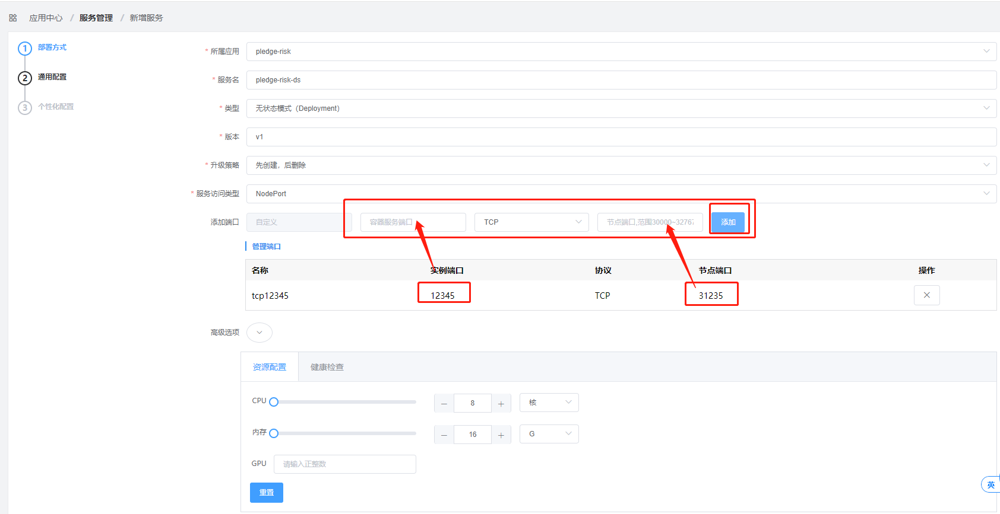 应用中心 / 服务管理 / 新增服务
1 部署方式
2 通用配置
3 个性化配置
* 所属应用 pledge-risk
* 服务名 pledge-risk-ds
* 类型 无状态模式（Deployment）
* 版本 v1
* 升级策略 先创建，后删除
* 服务访问类型 NodePort
添加端口 自定义 容器服务端口 TCP 节点端口,范围30000~32767 添加
管理端口
名称 实例端口 协议 节点端口 操作
tcp12345 12345 TCP 31235
高级选项
资源配置 健康检查
CPU 8 核
内存 16 G
GPU 请输入正整数
重置
英